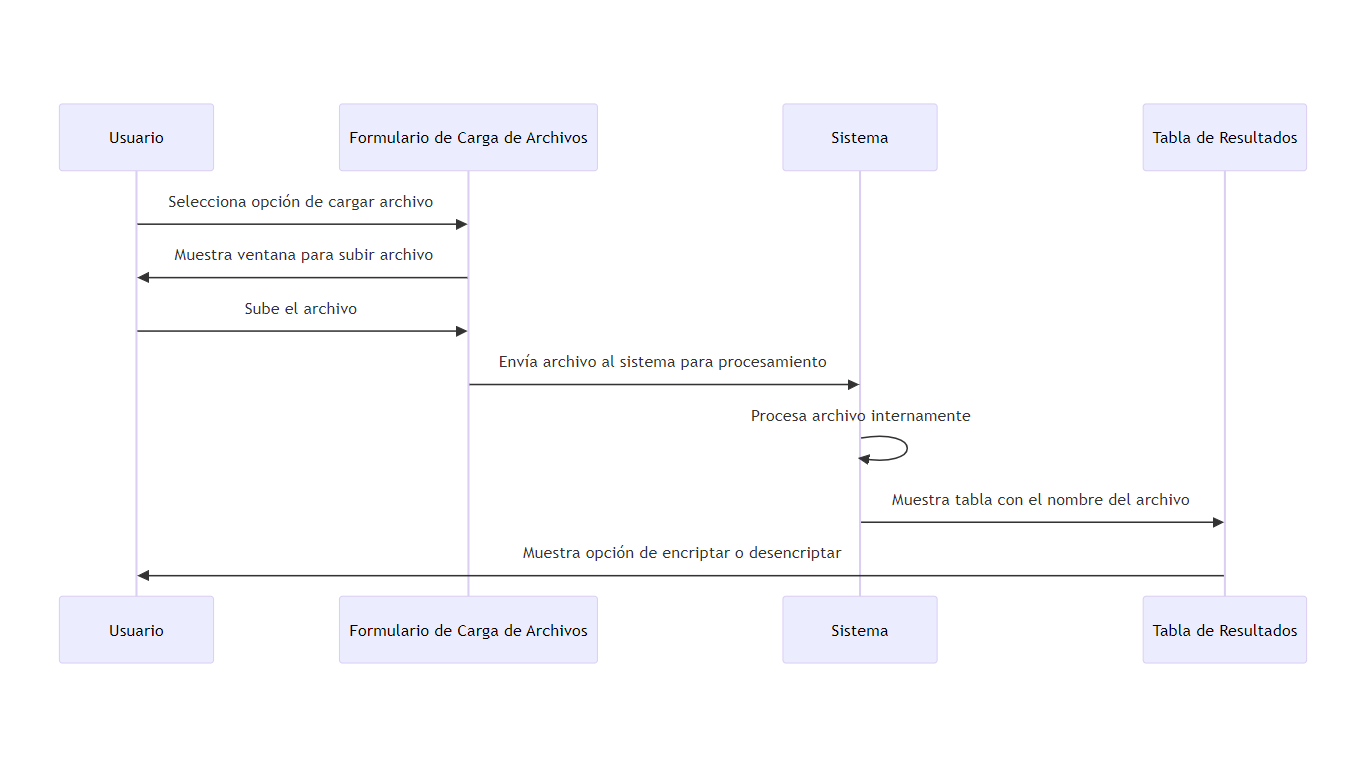 Usuario
Formulario de Carga de Archivos
Sistema
Tabla de Resultados
Selecciona opción de cargar archivo
Muestra ventana para subir archivo
Sube el archivo
Envía archivo al sistema para procesamiento
Procesa archivo internamente
Muestra tabla con el nombre del archivo
Muestra opción de encriptar o desencriptar
Usuario
Formulario de Carga de Archivos
Sistema
Tabla de Resultados